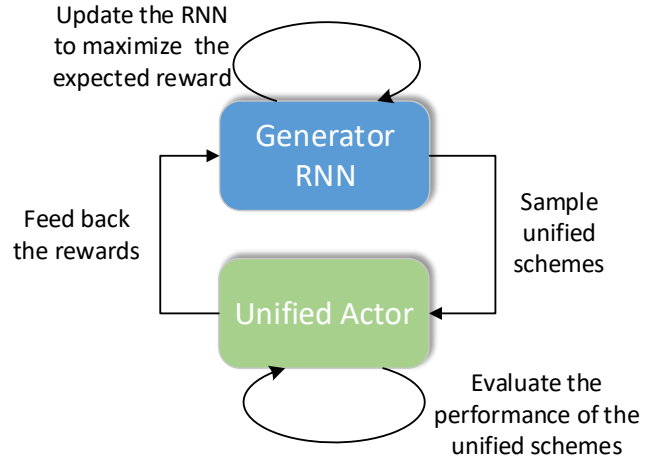 Update the RNN
to maximize the
expected reward
Generator
RNN
Feed back
the rewards
Sample
unified
schemes
Unified Actor
Evaluate the
performance of the
unified schemes